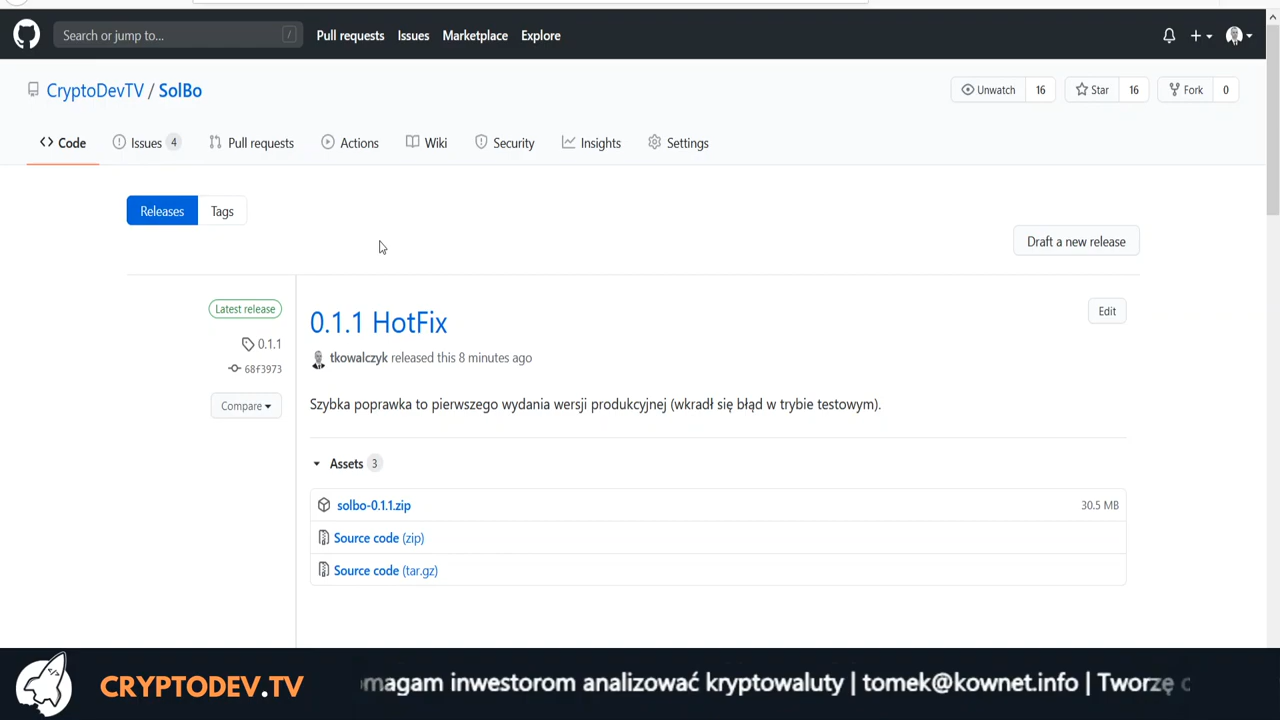 Search or jump to...
/
Pull requests
Issues
Marketplace
Explore
CryptoDevTV / SolBo
Unwatch 16
Star 16
Fork 0
Code
Issues 4
Pull requests
Actions
Wiki
Security
Insights
Settings
Releases
Tags
Draft a new release
Latest release
0.1.1
68f3973
Compare
0.1.1 HotFix
Edit
tkowalczyk released this 8 minutes ago
Szybka poprawka to pierwszego wydania wersji produkcyjnej (wkradł się błąd w trybie testowym).
Assets 3
solbo-0.1.1.zip
30.5 MB
Source code (zip)
Source code (tar.gz)
CRYPTODEV.TV
omagam inwestorom analizować kryptowaluty | tomek@kownet.info | Tworzę